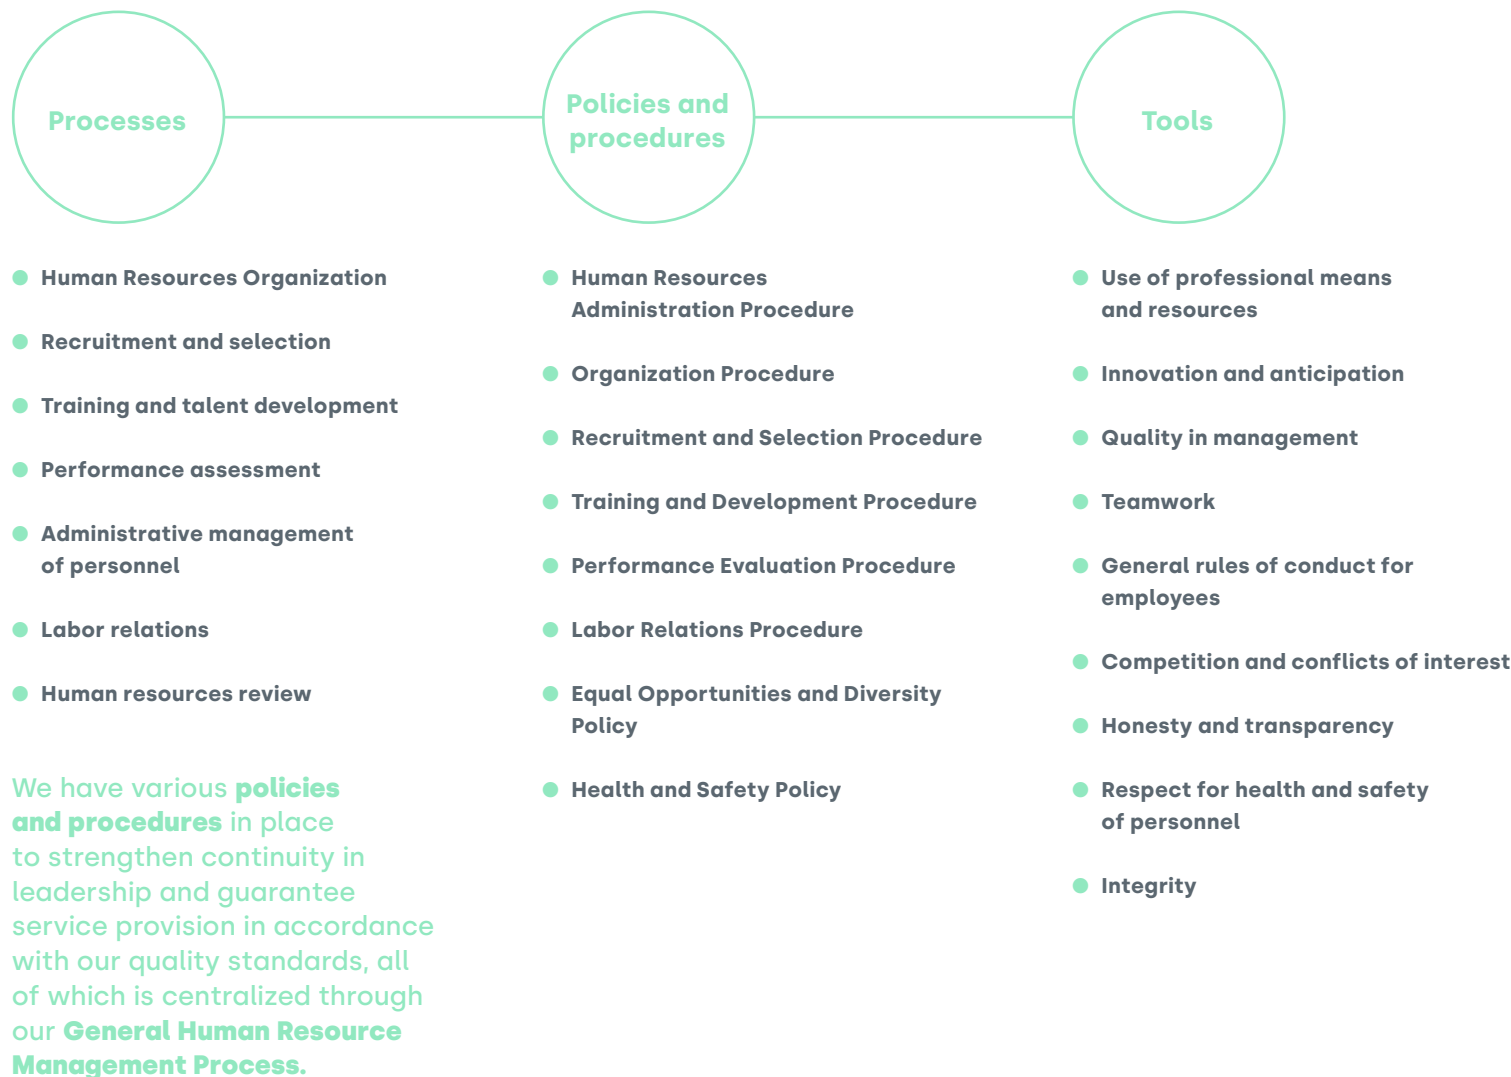 Processes
Human Resources Organization
Recruitment and selection
Training and talent development
Performance assessment
Administrative management
of personnel
Labor relations
Human resources review
We have various policies
and procedures in place
to strengthen continuity in
leadership and guarantee
service provision in accordance
with our quality standards, all
of which is centralized through
our General Human Resource
Management Process.
Policies and
procedures
Human Resources
Administration Procedure
Organization Procedure
Recruitment and Selection Procedure
Training and Development Procedure
Performance Evaluation Procedure
Labor Relations Procedure
Equal Opportunities and Diversity
Policy
Health and Safety Policy
Tools
Use of professional means
and resources
Innovation and anticipation
Quality in management
Teamwork
General rules of conduct for
employees
Competition and conflicts of interest
Honesty and transparency
Respect for health and safety
of personnel
Integrity